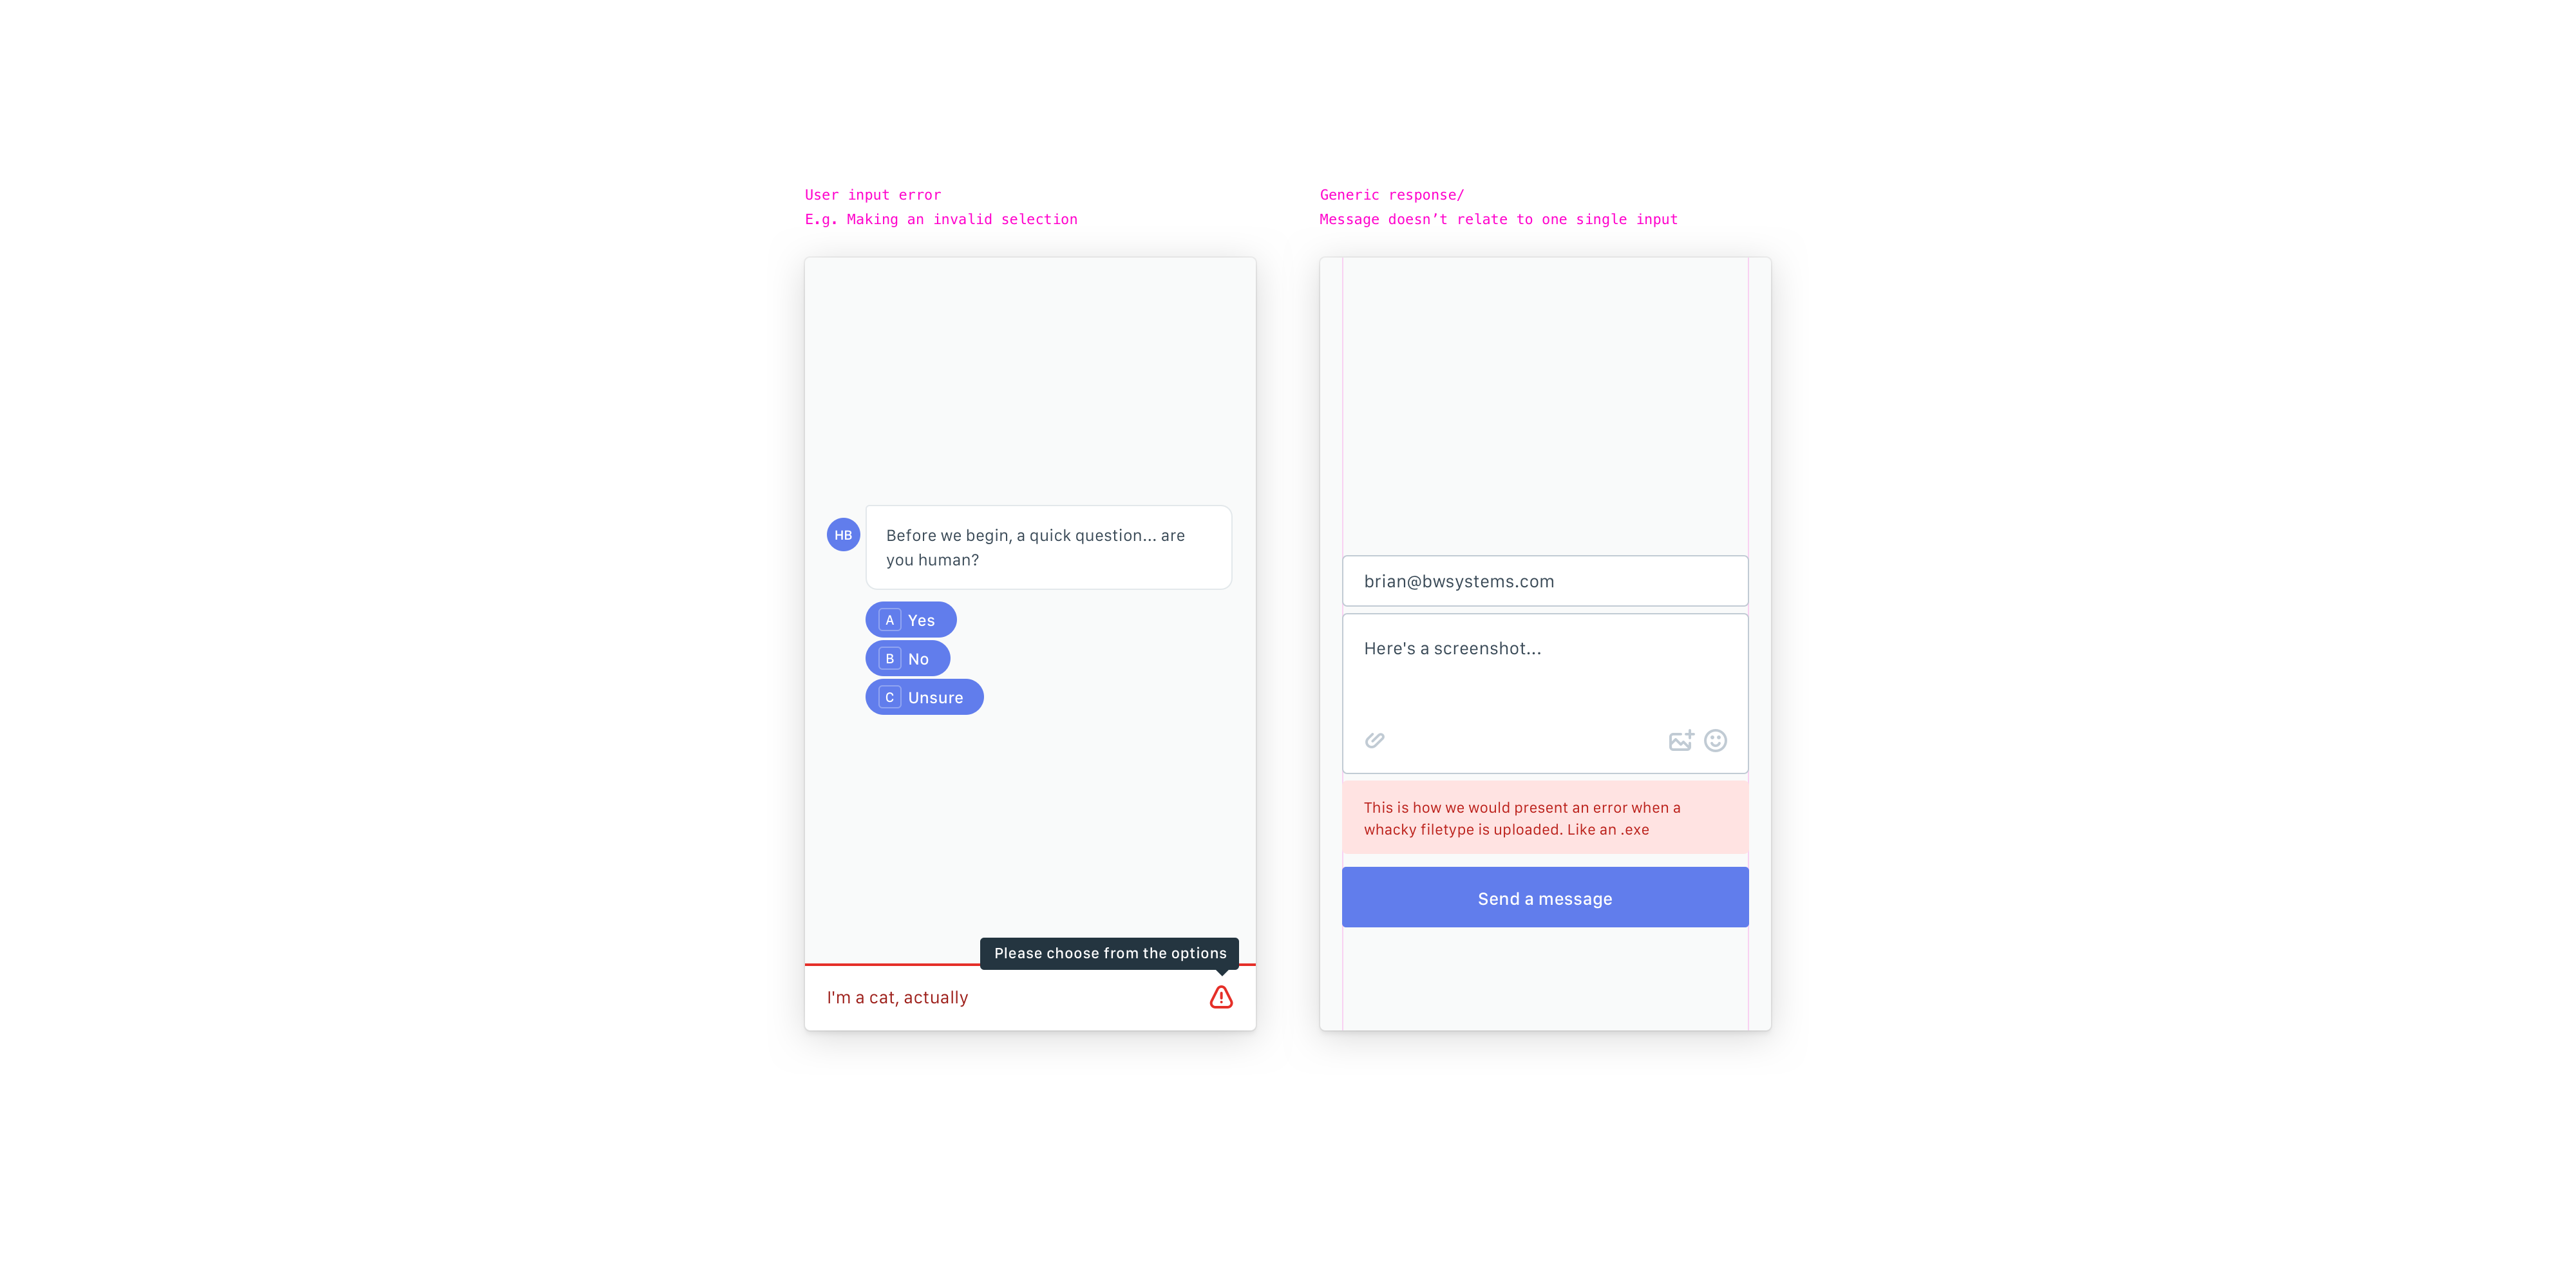 User input error
E.g. Making an invalid selection
HB
Before we begin, a quick question... are
you human?
A Yes
B No
C Unsure
Please choose from the options
I'm a cat, actually
Generic response/
Message doesn’t relate to one single input
brian@bwsystems.com
Here's a screenshot...
This is how we would present an error when a
whacky filetype is uploaded. Like an .exe
Send a message